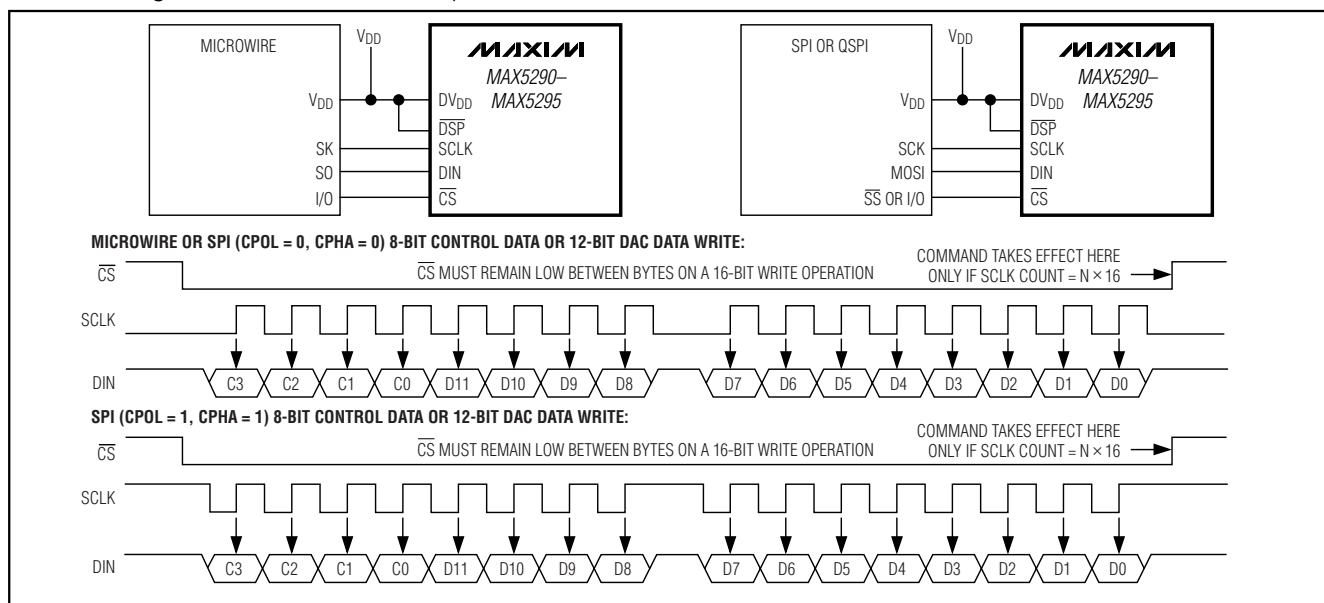 MICROWIRE
VDD
MAXIM
MAX5290–
MAX5295
VDD
DVDD
DSP
SK
SCLK
SO
DIN
I/O
CS
SPI OR QSPI
VDD
MAXIM
MAX5290–
MAX5295
VDD
DVDD
DSP
SCK
SCLK
MOSI
DIN
SS OR I/O
CS
MICROWIRE OR SPI (CPOL = 0, CPHA = 0) 8-BIT CONTROL DATA OR 12-BIT DAC DATA WRITE:
CS
CS MUST REMAIN LOW BETWEEN BYTES ON A 16-BIT WRITE OPERATION
COMMAND TAKES EFFECT HERE
ONLY IF SCLK COUNT = N × 16
SCLK
DIN C3 C2 C1 C0 D11 D10 D9 D8 D7 D6 D5 D4 D3 D2 D1 D0
SPI (CPOL = 1, CPHA = 1) 8-BIT CONTROL DATA OR 12-BIT DAC DATA WRITE:
CS
CS MUST REMAIN LOW BETWEEN BYTES ON A 16-BIT WRITE OPERATION
COMMAND TAKES EFFECT HERE
ONLY IF SCLK COUNT = N × 16
SCLK
DIN C3 C2 C1 C0 D11 D10 D9 D8 D7 D6 D5 D4 D3 D2 D1 D0